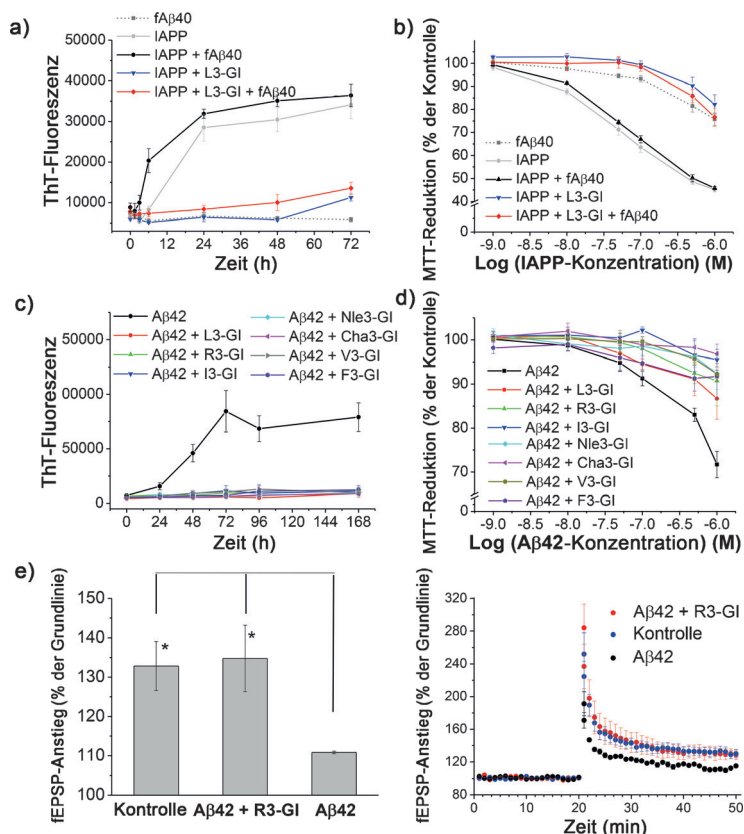 a)
ThT-Fluoreszenz
50000
40000
30000
20000
10000
0
0 12 24 36 48 60 72
Zeit (h)
fAβ40
IAPP
IAPP + fAβ40
IAPP + L3-GI
IAPP + L3-GI + fAβ40
b)
MTT-Reduktion (% der Kontrolle)
110
100
90
80
70
60
50
40
0
-9.0 -8.5 -8.0 -7.5 -7.0 -6.5 -6.0
Log (IAPP-Konzentration) (M)
fAβ40
IAPP
IAPP + fAβ40
IAPP + L3-GI
IAPP + L3-GI + fAβ40
c)
ThT-Fluoreszenz
00000
50000
00000
50000
0
0 24 48 72 96 120 144 168
Zeit (h)
Aβ42
Aβ42 + L3-GI
Aβ42 + R3-GI
Aβ42 + I3-GI
Aβ42 + Nle3-GI
Aβ42 + Cha3-GI
Aβ42 + V3-GI
Aβ42 + F3-GI
d)
MTT-Reduktion (% der Kontrolle)
110
100
90
80
70
0
-9.0 -8.5 -8.0 -7.5 -7.0 -6.5 -6.0
Log (Aβ42-Konzentration) (M)
Aβ42
Aβ42 + L3-GI
Aβ42 + R3-GI
Aβ42 + I3-GI
Aβ42 + Nle3-GI
Aβ42 + Cha3-GI
Aβ42 + V3-GI
Aβ42 + F3-GI
e)
fEPSP-Anstieg (% der Grundlinie)
150
140
130
120
110
100
* *
Kontrolle Aβ42 + R3-GI Aβ42
fEPSP-Anstieg (% der Grundlinie)
320
280
240
200
160
120
80
0 10 20 30 40 50
Zeit (min)
Aβ42 + R3-GI
Kontrolle
Aβ42